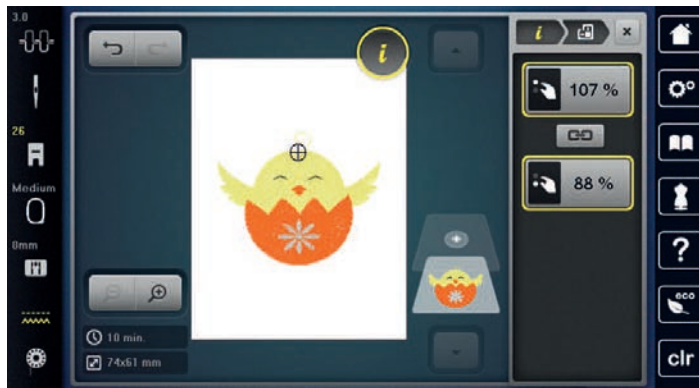 3.0
i
i
107 %
26
Medium
88 %
0mm
?
eco
10 min.
74x61 mm
clr